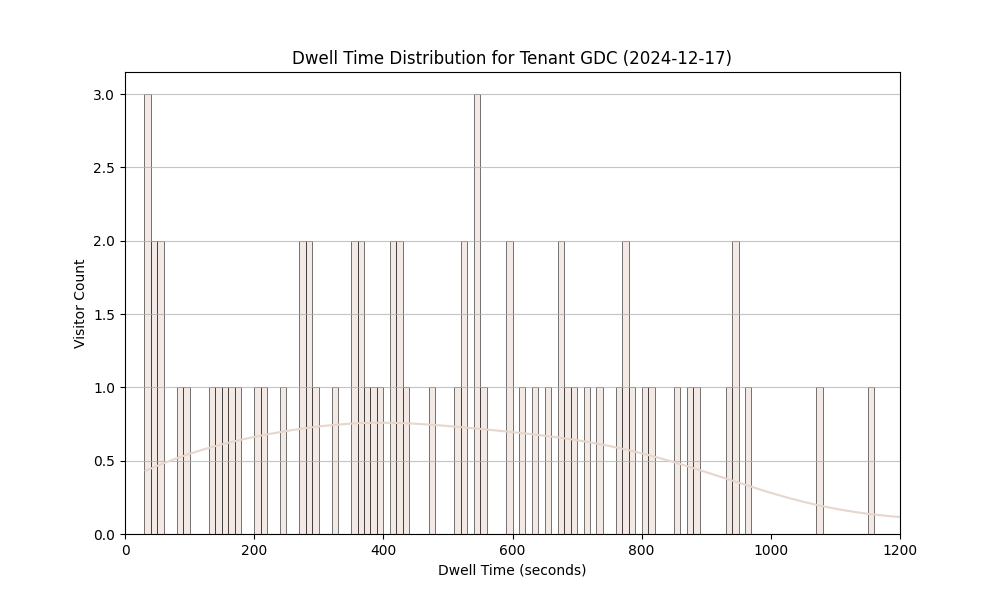 Dwell Time Distribution for Tenant GDC (2024-12-17)
3.0
2.5
2.0
1.5
1.0
0.5
0.0
Visitor Count
0 200 400 600 800 1000 1200
Dwell Time (seconds)